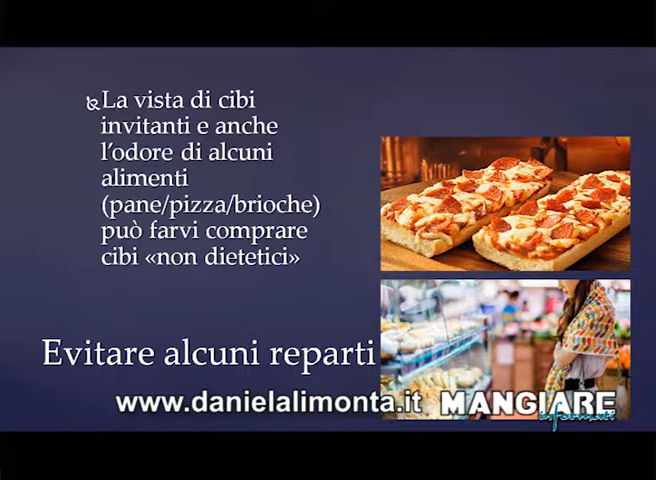 La vista di cibi
invitanti e anche
l'odore di alcuni
alimenti
(pane/pizza/brioche)
può farvi comprare
cibi «non dietetici»
Evitare alcuni reparti
www.danielalimonta.it
MANGIARE
informati